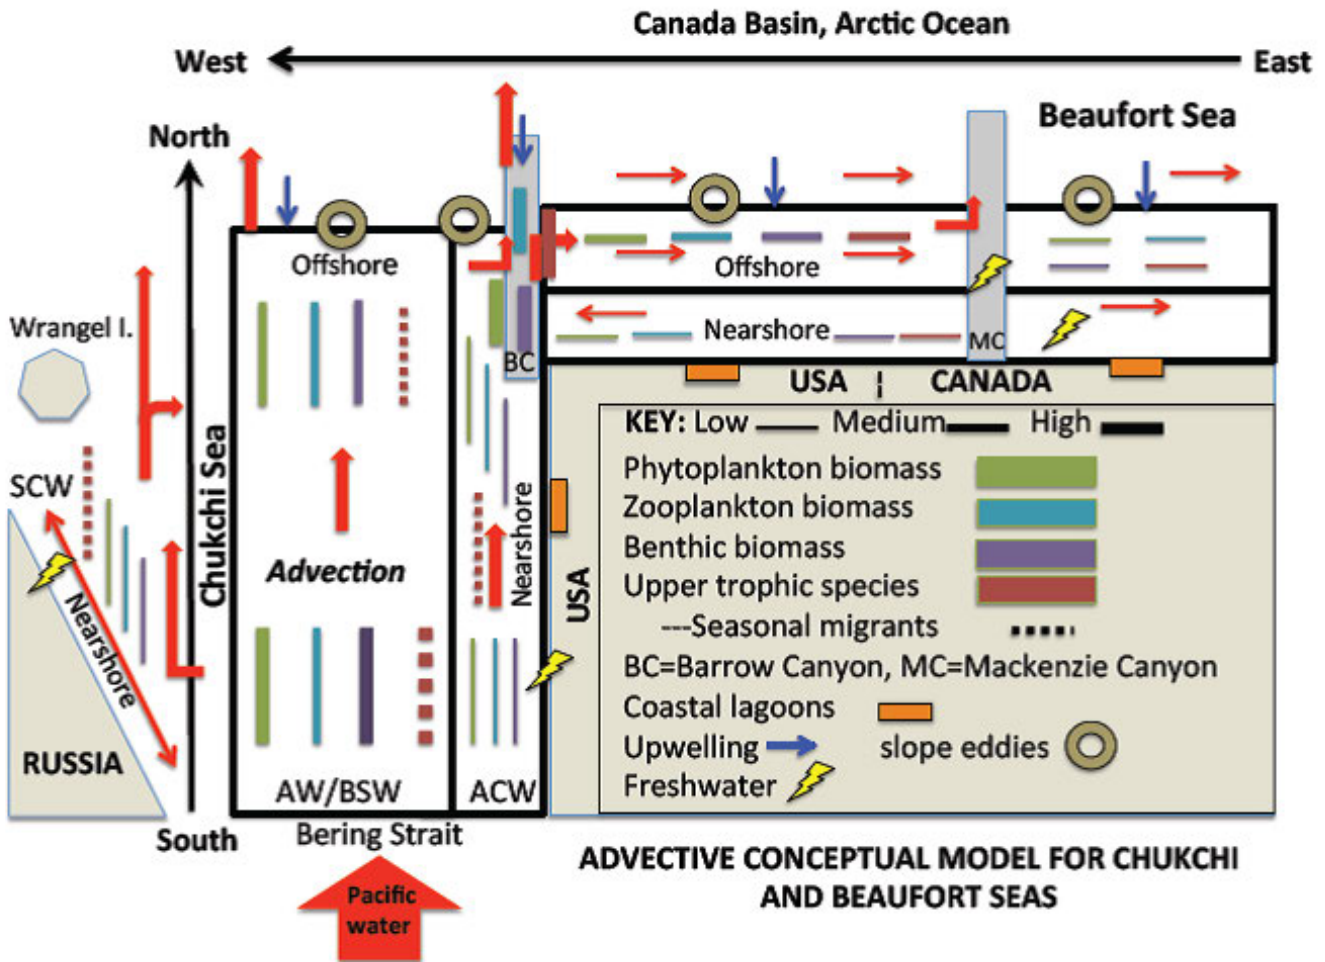 Canada Basin, Arctic Ocean
West
East
North
Beaufort Sea
Offshore
Offshore
Wrangel I.
Nearshore
BC
MC
USA ¦ CANADA
KEY: Low Medium High
Phytoplankton biomass
SCW
Chukchi Sea
Zooplankton biomass
Nearshore
Benthic biomass
Advection
USA
Upper trophic species
Nearshore
---Seasonal migrants
BC=Barrow Canyon, MC=Mackenzie Canyon
Coastal lagoons
Upwelling slope eddies
RUSSIA
Freshwater
AW/BSW
ACW
South
Bering Strait
ADVECTIVE CONCEPTUAL MODEL FOR CHUKCHI
AND BEAUFORT SEAS
Pacific
water